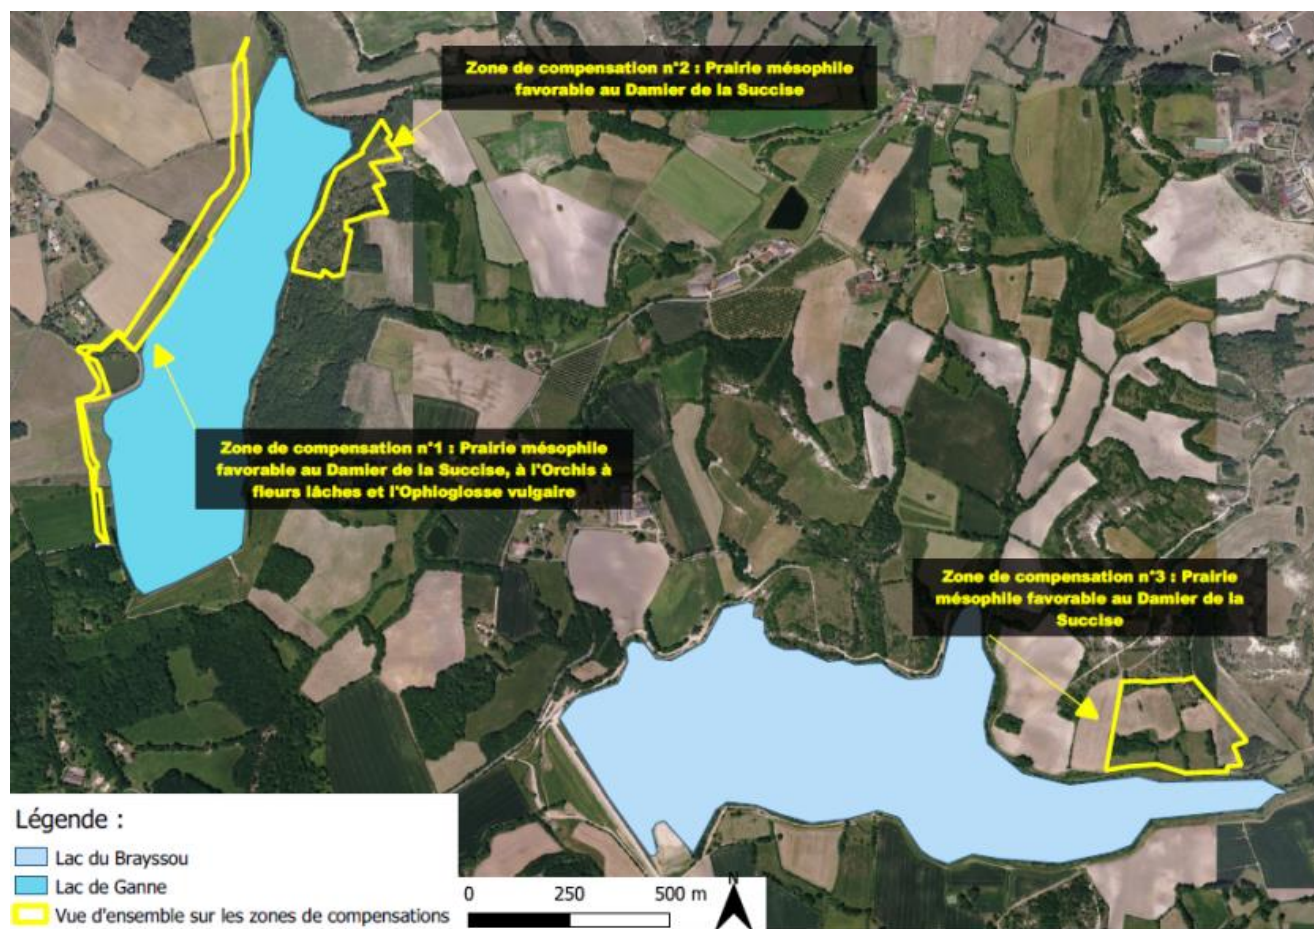 Zone de compensation n°2 : Prairie mésophile
favorable au Damier de la Succise
Zone de compensation n°1 : Prairie mésophile
favorable au Damier de la Succise, à l'Orchis à
fleurs lâches et l'Ophioglosse vulgaire
Zone de compensation n°3 : Prairie
mésophile favorable au Damier de la
Succise
Légende :
Lac du Brayssou
Lac de Ganne
Vue d'ensemble sur les zones de compensations
0 250 500 m
N